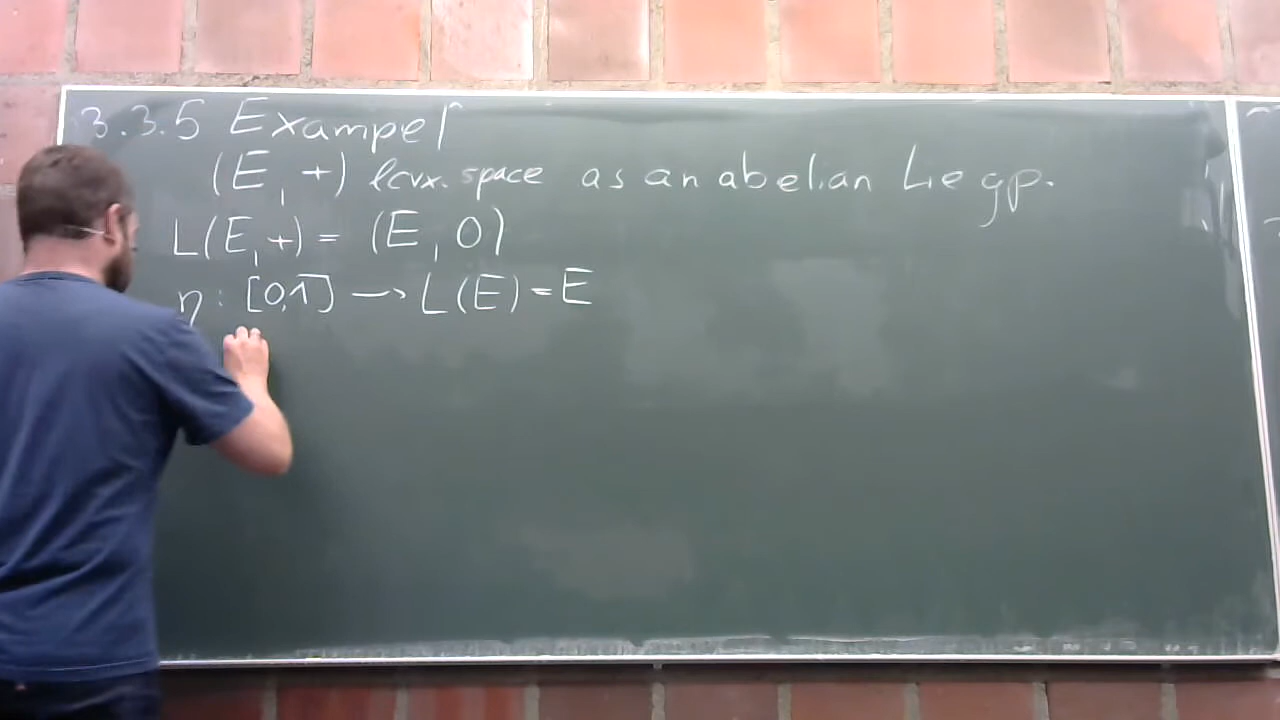 3.3.5 Exampel
(E, +) lcvx. space as an abelian Lie gp.
L(E, +) = (E, 0)
η : [0,1] → L(E) = E